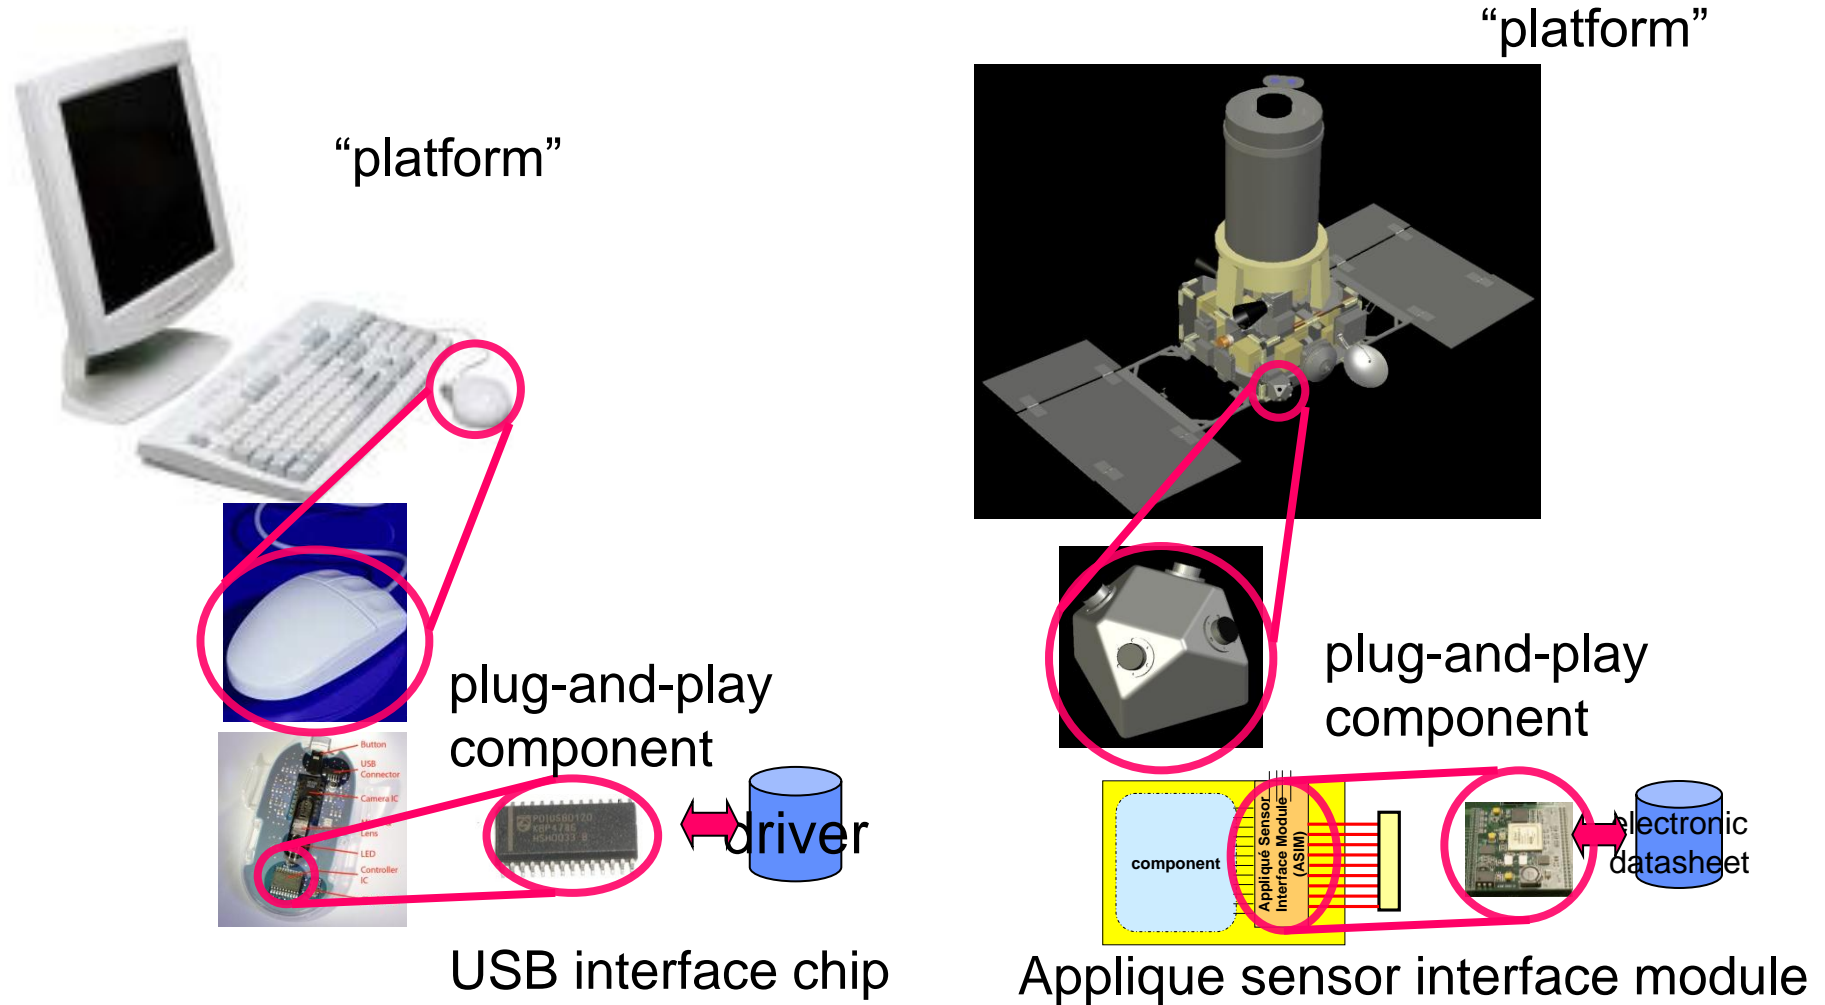 “platform”
“platform”
plug-and-play
component
plug-and-play
component
Button
USB
Connector
Camera IC
Lens
LED
Controller
IC
driver
component
Appliqué Sensor
Interface Module
(ASIM)
electronic
datasheet
USB interface chip
Applique sensor interface module